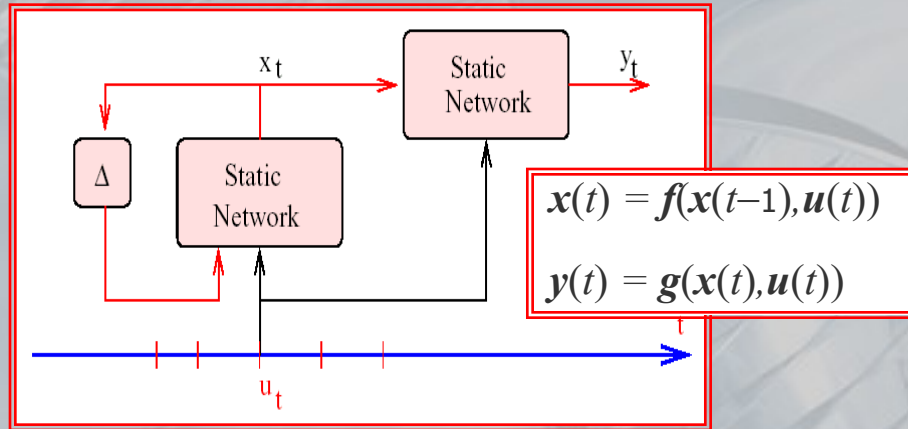 x t
y t
Static
Network
Δ
Static
Network
x(t) = f(x(t−1),u(t))
y(t) = g(x(t),u(t))
t
u t